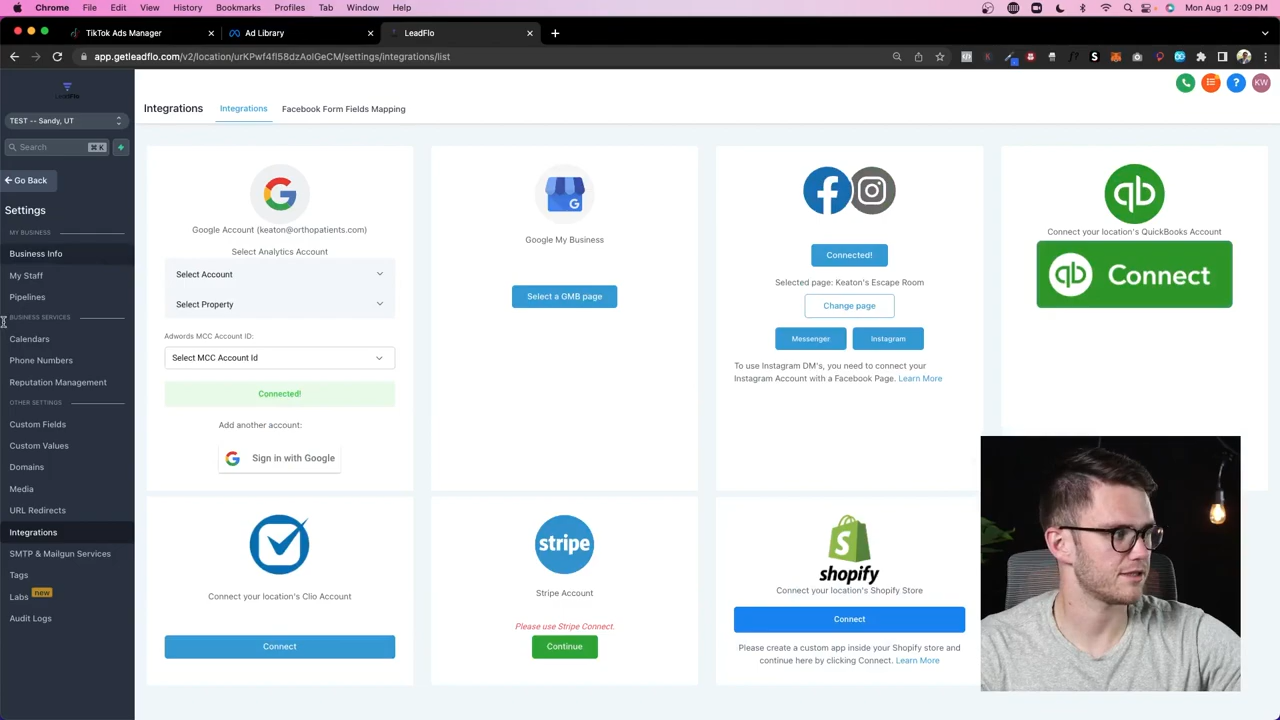 Chrome File Edit View History Bookmarks Profiles Tab Window Help
Mon Aug 1 2:09 PM
TikTok Ads Manager
Ad Library
LeadFlo
app.getleadflo.com/v2/location/urKPwf4fl58dzAolGeCM/settings/integrations/list
LEADFLO
TEST -- Sandy, UT
Search
⌘ K
Go Back
Settings
MY BUSINESS
Business Info
My Staff
Pipelines
BUSINESS SERVICES
Calendars
Phone Numbers
Reputation Management
OTHER SETTINGS
Custom Fields
Custom Values
Domains
Media
URL Redirects
Integrations
SMTP & Mailgun Services
Tags
Labs new
Audit Logs
Integrations Integrations Facebook Form Fields Mapping
KW
Google Account (keaton@orthopatients.com)
Select Analytics Account
Select Account
Select Property
Adwords MCC Account ID:
Select MCC Account Id
Connected!
Add another account:
Sign in with Google
G
Google My Business
Select a GMB page
Connected!
Selected page: Keaton's Escape Room
Change page
Messenger Instagram
To use Instagram DM's, you need to connect your
Instagram Account with a Facebook Page. Learn More
qb
Connect your location's QuickBooks Account
qb Connect
Connect your location's Clio Account
Connect
stripe
Stripe Account
Please use Stripe Connect.
Continue
shopify
Connect your location's Shopify Store
Connect
Please create a custom app inside your Shopify store and
continue here by clicking Connect. Learn More